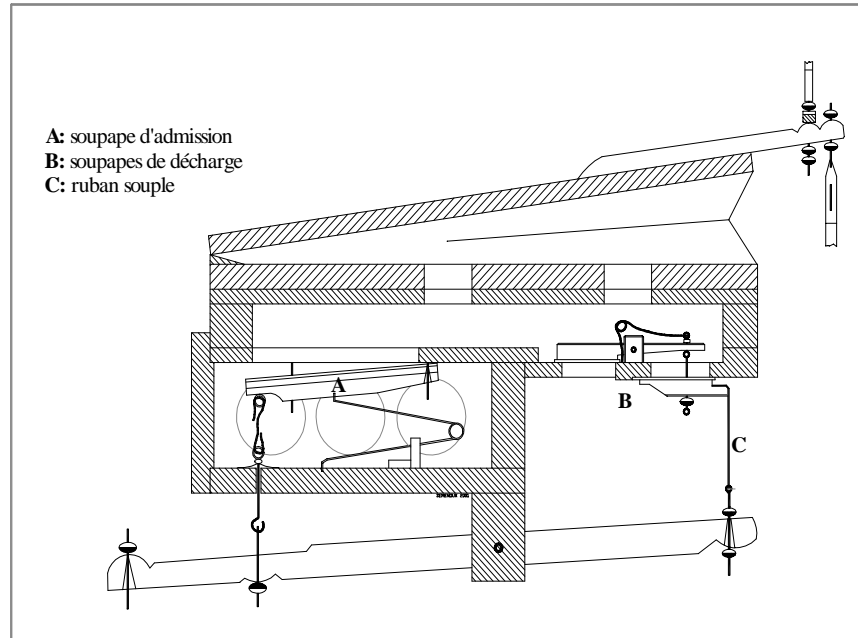 A: soupape d'admission
B: soupapes de décharge
C: ruban souple
A
B
C